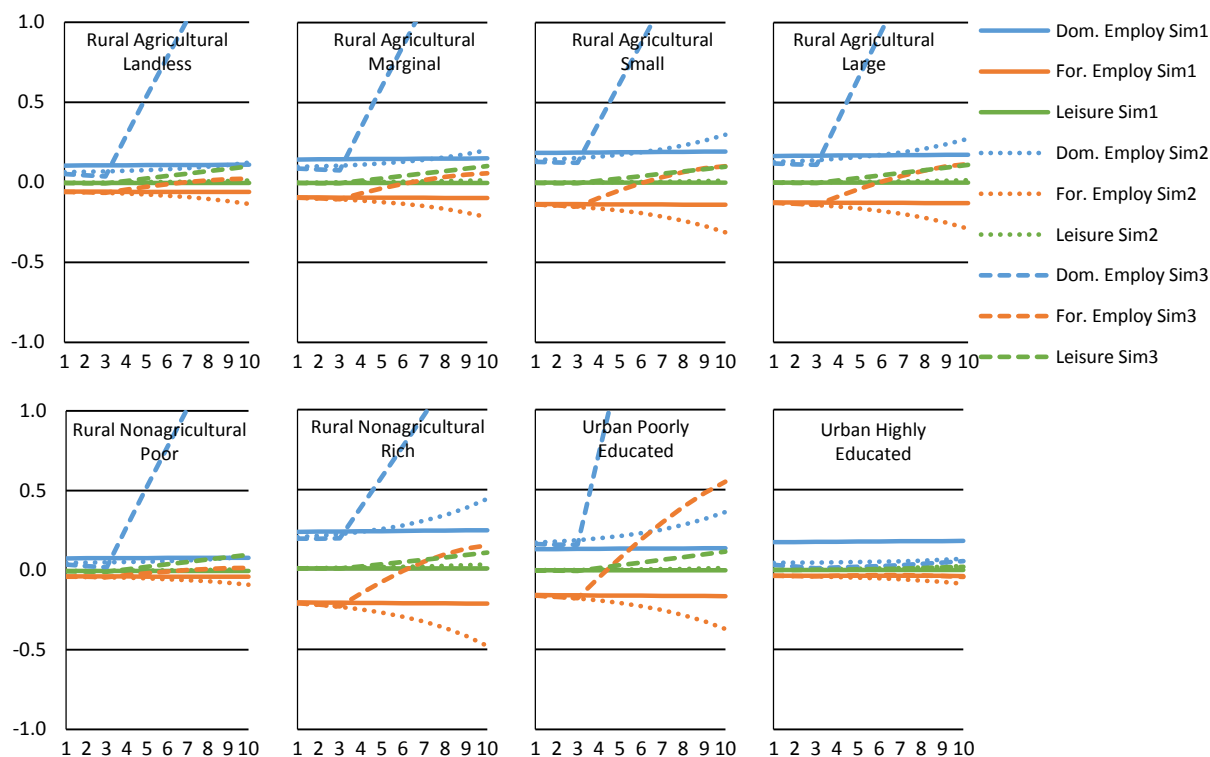 1.0
0.5
0.0
-0.5
-1.0
Rural Agricultural
Landless
1 2 3 4 5 6 7 8 9 10
Rural Agricultural
Marginal
1 2 3 4 5 6 7 8 9 10
Rural Agricultural
Small
1 2 3 4 5 6 7 8 9 10
Rural Agricultural
Large
1 2 3 4 5 6 7 8 9 10
Dom. Employ Sim1
For. Employ Sim1
Leisure Sim1
Dom. Employ Sim2
For. Employ Sim2
Leisure Sim2
Dom. Employ Sim3
For. Employ Sim3
Leisure Sim3
1.0
0.5
0.0
-0.5
-1.0
Rural Nonagricultural
Poor
1 2 3 4 5 6 7 8 9 10
Rural Nonagricultural
Rich
1 2 3 4 5 6 7 8 9 10
Urban Poorly
Educated
1 2 3 4 5 6 7 8 9 10
Urban Highly
Educated
1 2 3 4 5 6 7 8 9 10